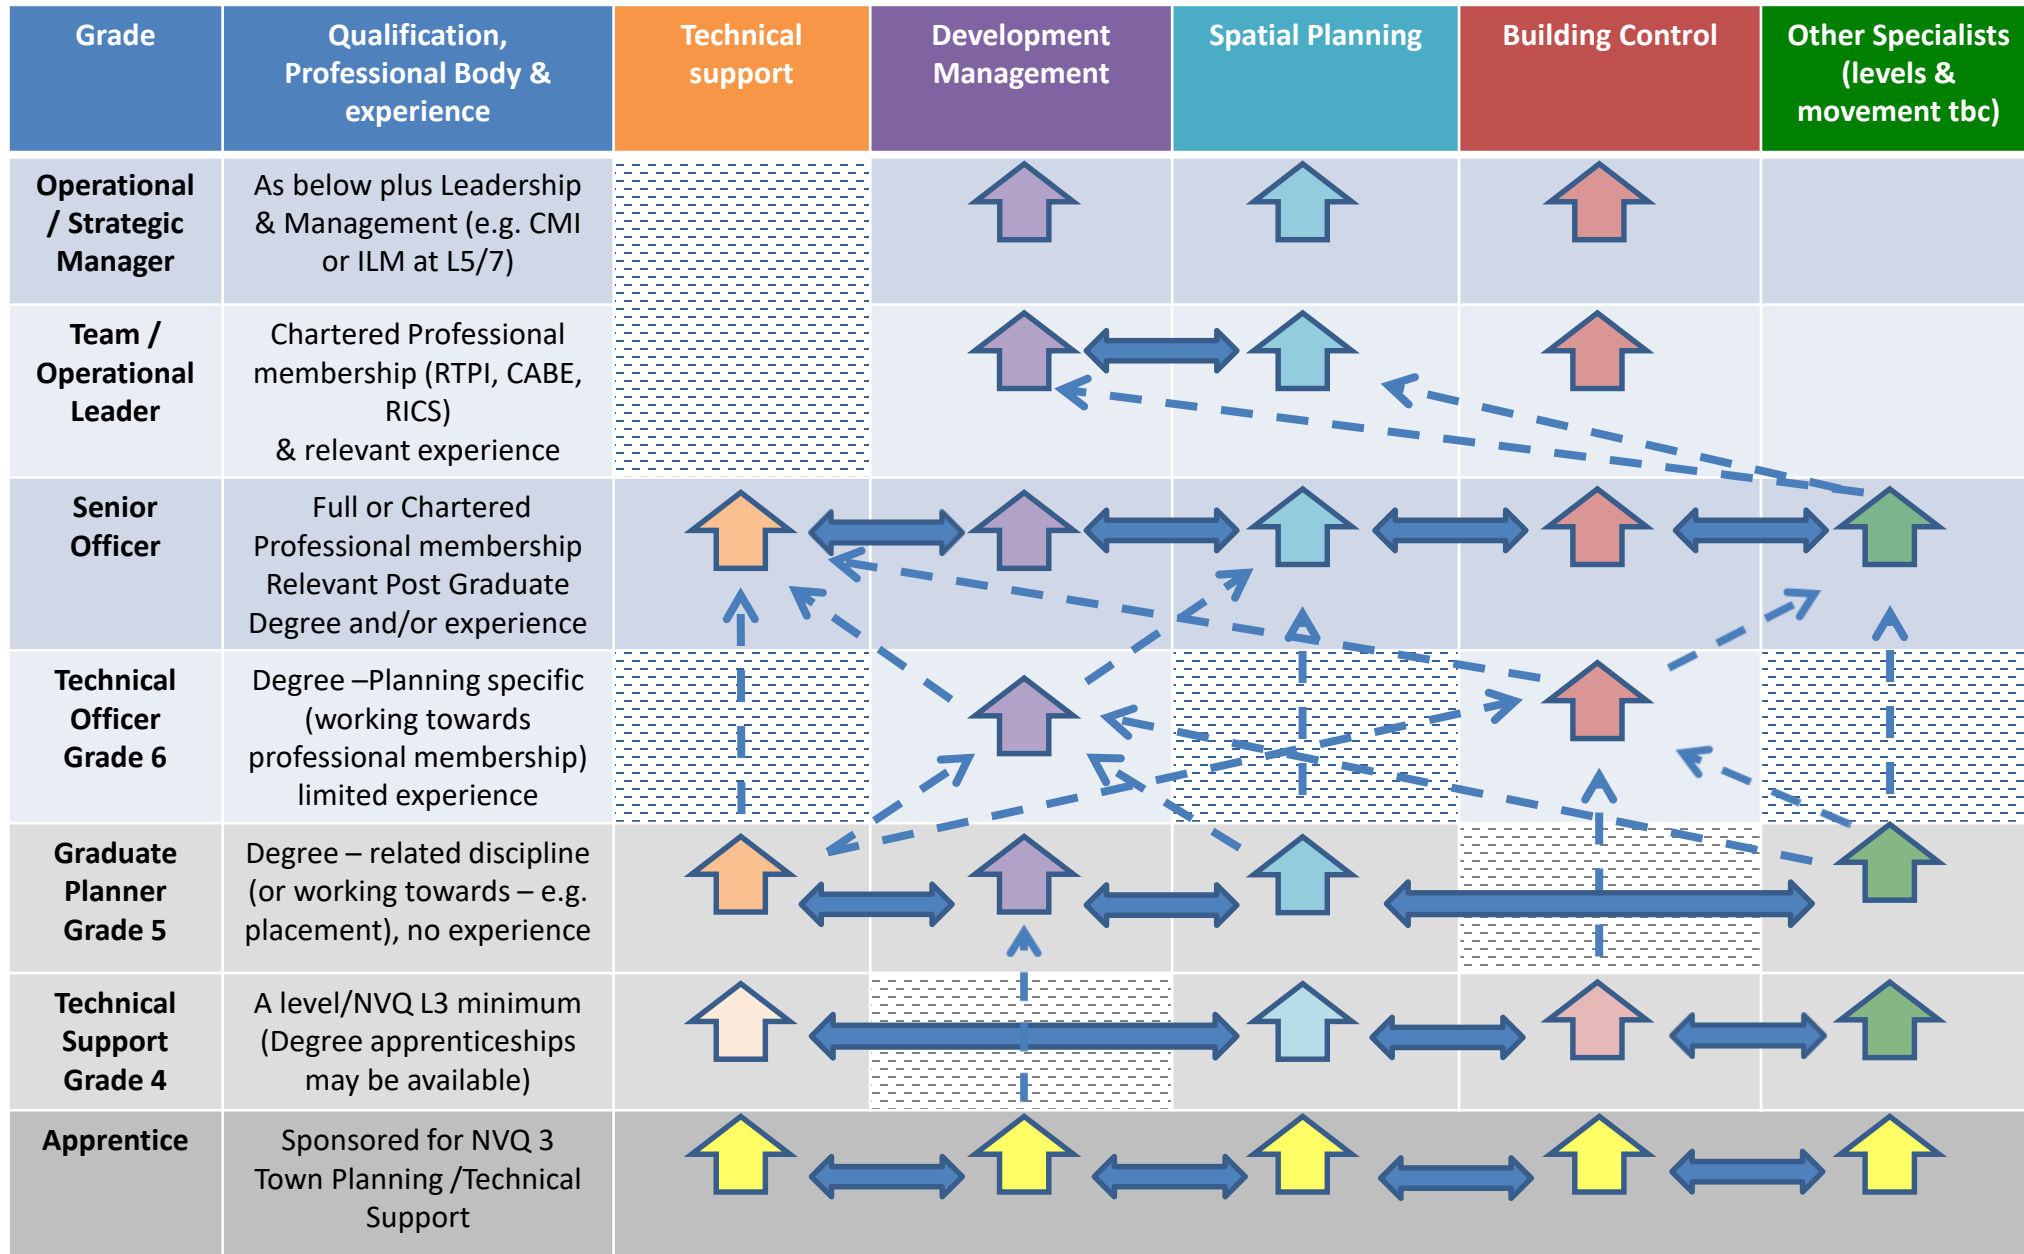 Grade
Qualification,
Professional Body &
experience
Technical
support
Development
Management
Spatial Planning
Building Control
Other Specialists
(levels &
movement tbc)
Operational
/ Strategic
Manager
As below plus Leadership
& Management (e.g. CMI
or ILM at L5/7)
Team /
Operational
Leader
Chartered Professional
membership (RTPI, CABE,
RICS)
& relevant experience
Senior
Officer
Full or Chartered
Professional membership
Relevant Post Graduate
Degree and/or experience
Technical
Officer
Grade 6
Degree –Planning specific
(working towards
professional membership)
limited experience
Graduate
Planner
Grade 5
Degree – related discipline
(or working towards – e.g.
placement), no experience
Technical
Support
Grade 4
A level/NVQ L3 minimum
(Degree apprenticeships
may be available)
Apprentice
Sponsored for NVQ 3
Town Planning /Technical
Support